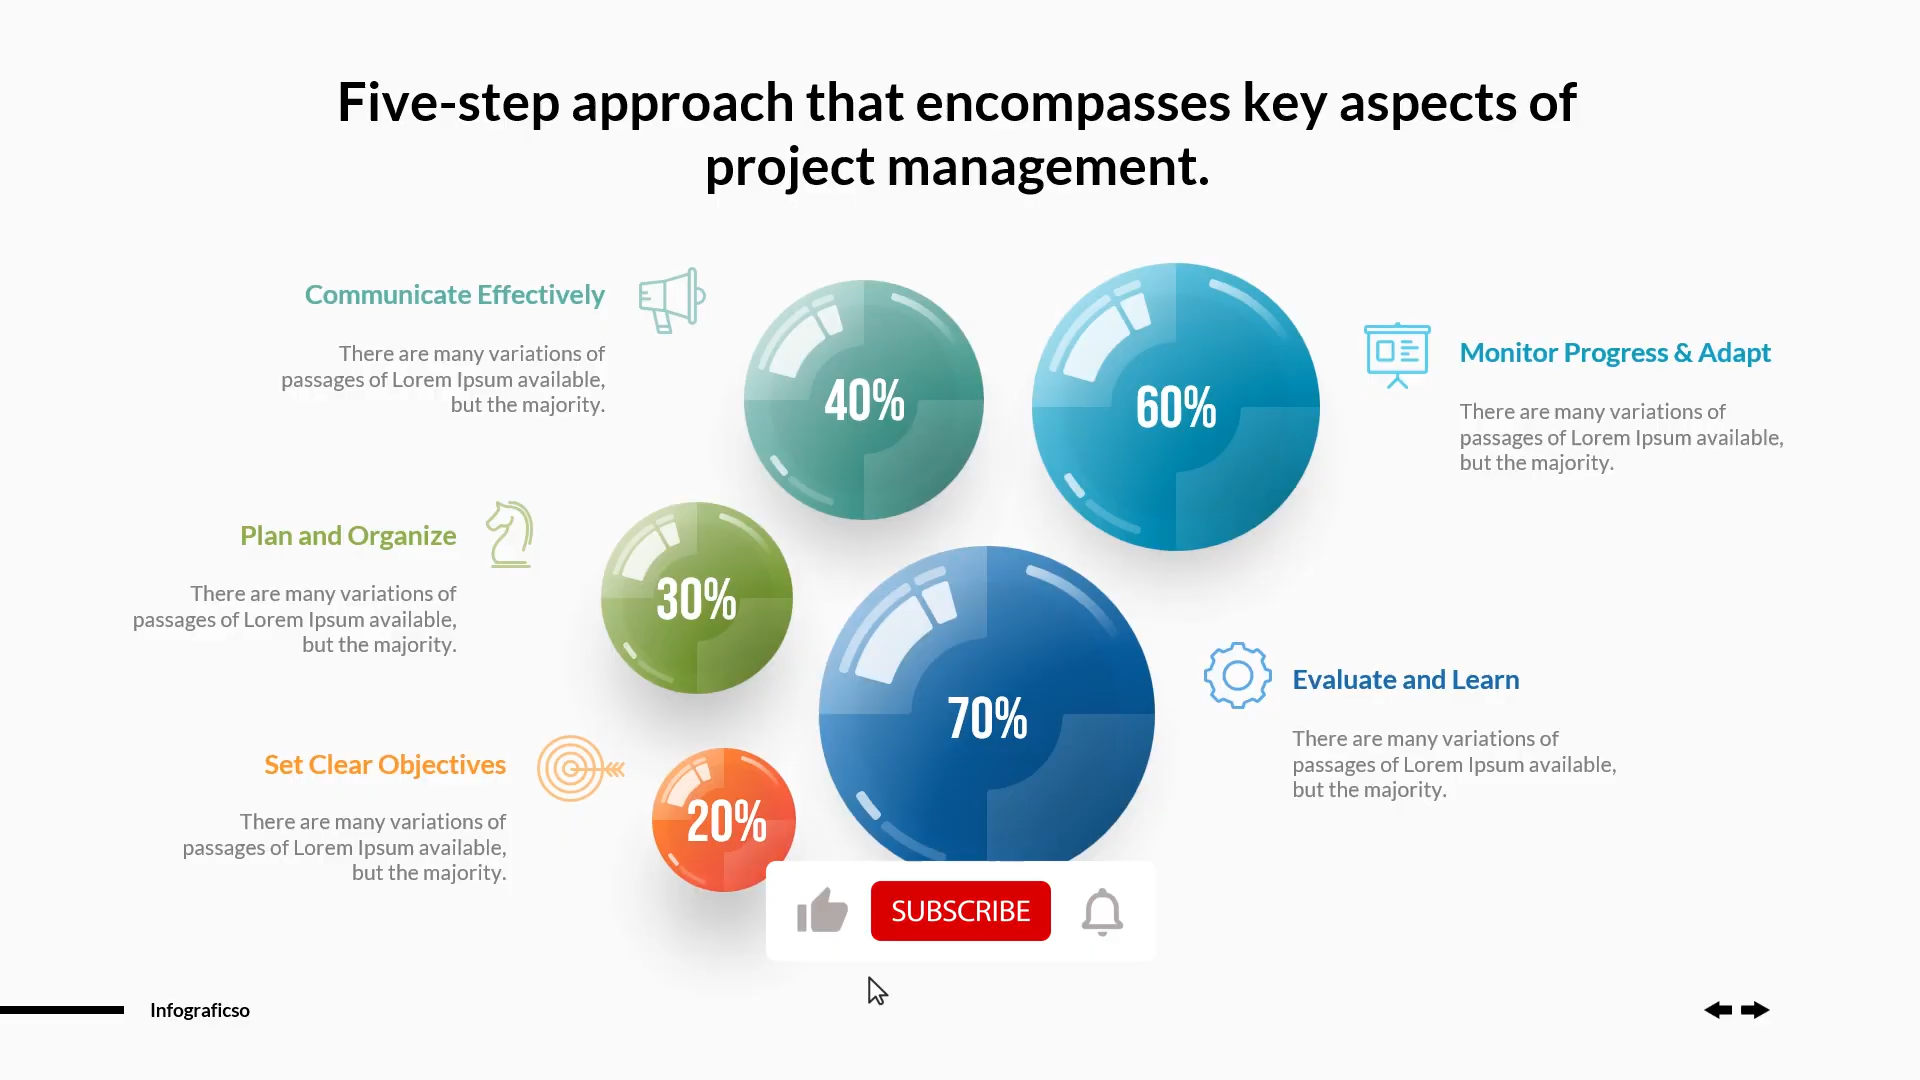 Five-step approach that encompasses key aspects of
project management.
Communicate Effectively
There are many variations of
passages of Lorem Ipsum available,
but the majority.
40%
60%
Monitor Progress & Adapt
There are many variations of
passages of Lorem Ipsum available,
but the majority.
Plan and Organize
There are many variations of
passages of Lorem Ipsum available,
but the majority.
30%
70%
Evaluate and Learn
There are many variations of
passages of Lorem Ipsum available,
but the majority.
Set Clear Objectives
There are many variations of
passages of Lorem Ipsum available,
but the majority.
20%
SUBSCRIBE
Infograficso